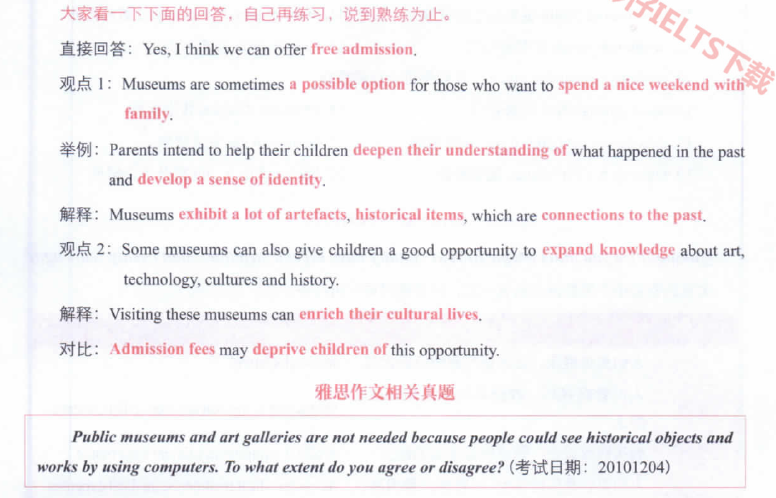 大家看一下下面的回答，自己再练习，说到熟练为止。
IELTS下载
直接回答：Yes, I think we can offer free admission.
观点 1：Museums are sometimes a possible option for those who want to spend a nice weekend with
family.
举例：Parents intend to help their children deepen their understanding of what happened in the past
and develop a sense of identity.
解释：Museums exhibit a lot of artefacts, historical items, which are connections to the past.
观点 2：Some museums can also give children a good opportunity to expand knowledge about art,
technology, cultures and history.
解释：Visiting these museums can enrich their cultural lives.
对比：Admission fees may deprive children of this opportunity.
雅思作文相关真题
Public museums and art galleries are not needed because people could see historical objects and
works by using computers. To what extent do you agree or disagree? (考试日期：20101204)